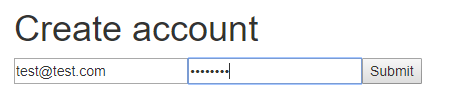 Create account
test@test.com •••••••• Submit